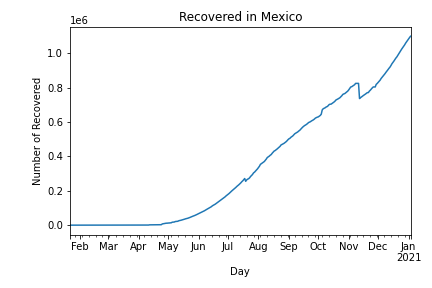 Recovered in Mexico
1e6
Number of Recovered
1.0
0.8
0.6
0.4
0.2
0.0
Feb Mar Apr May Jun Jul Aug Sep Oct Nov Dec Jan
2021
Day